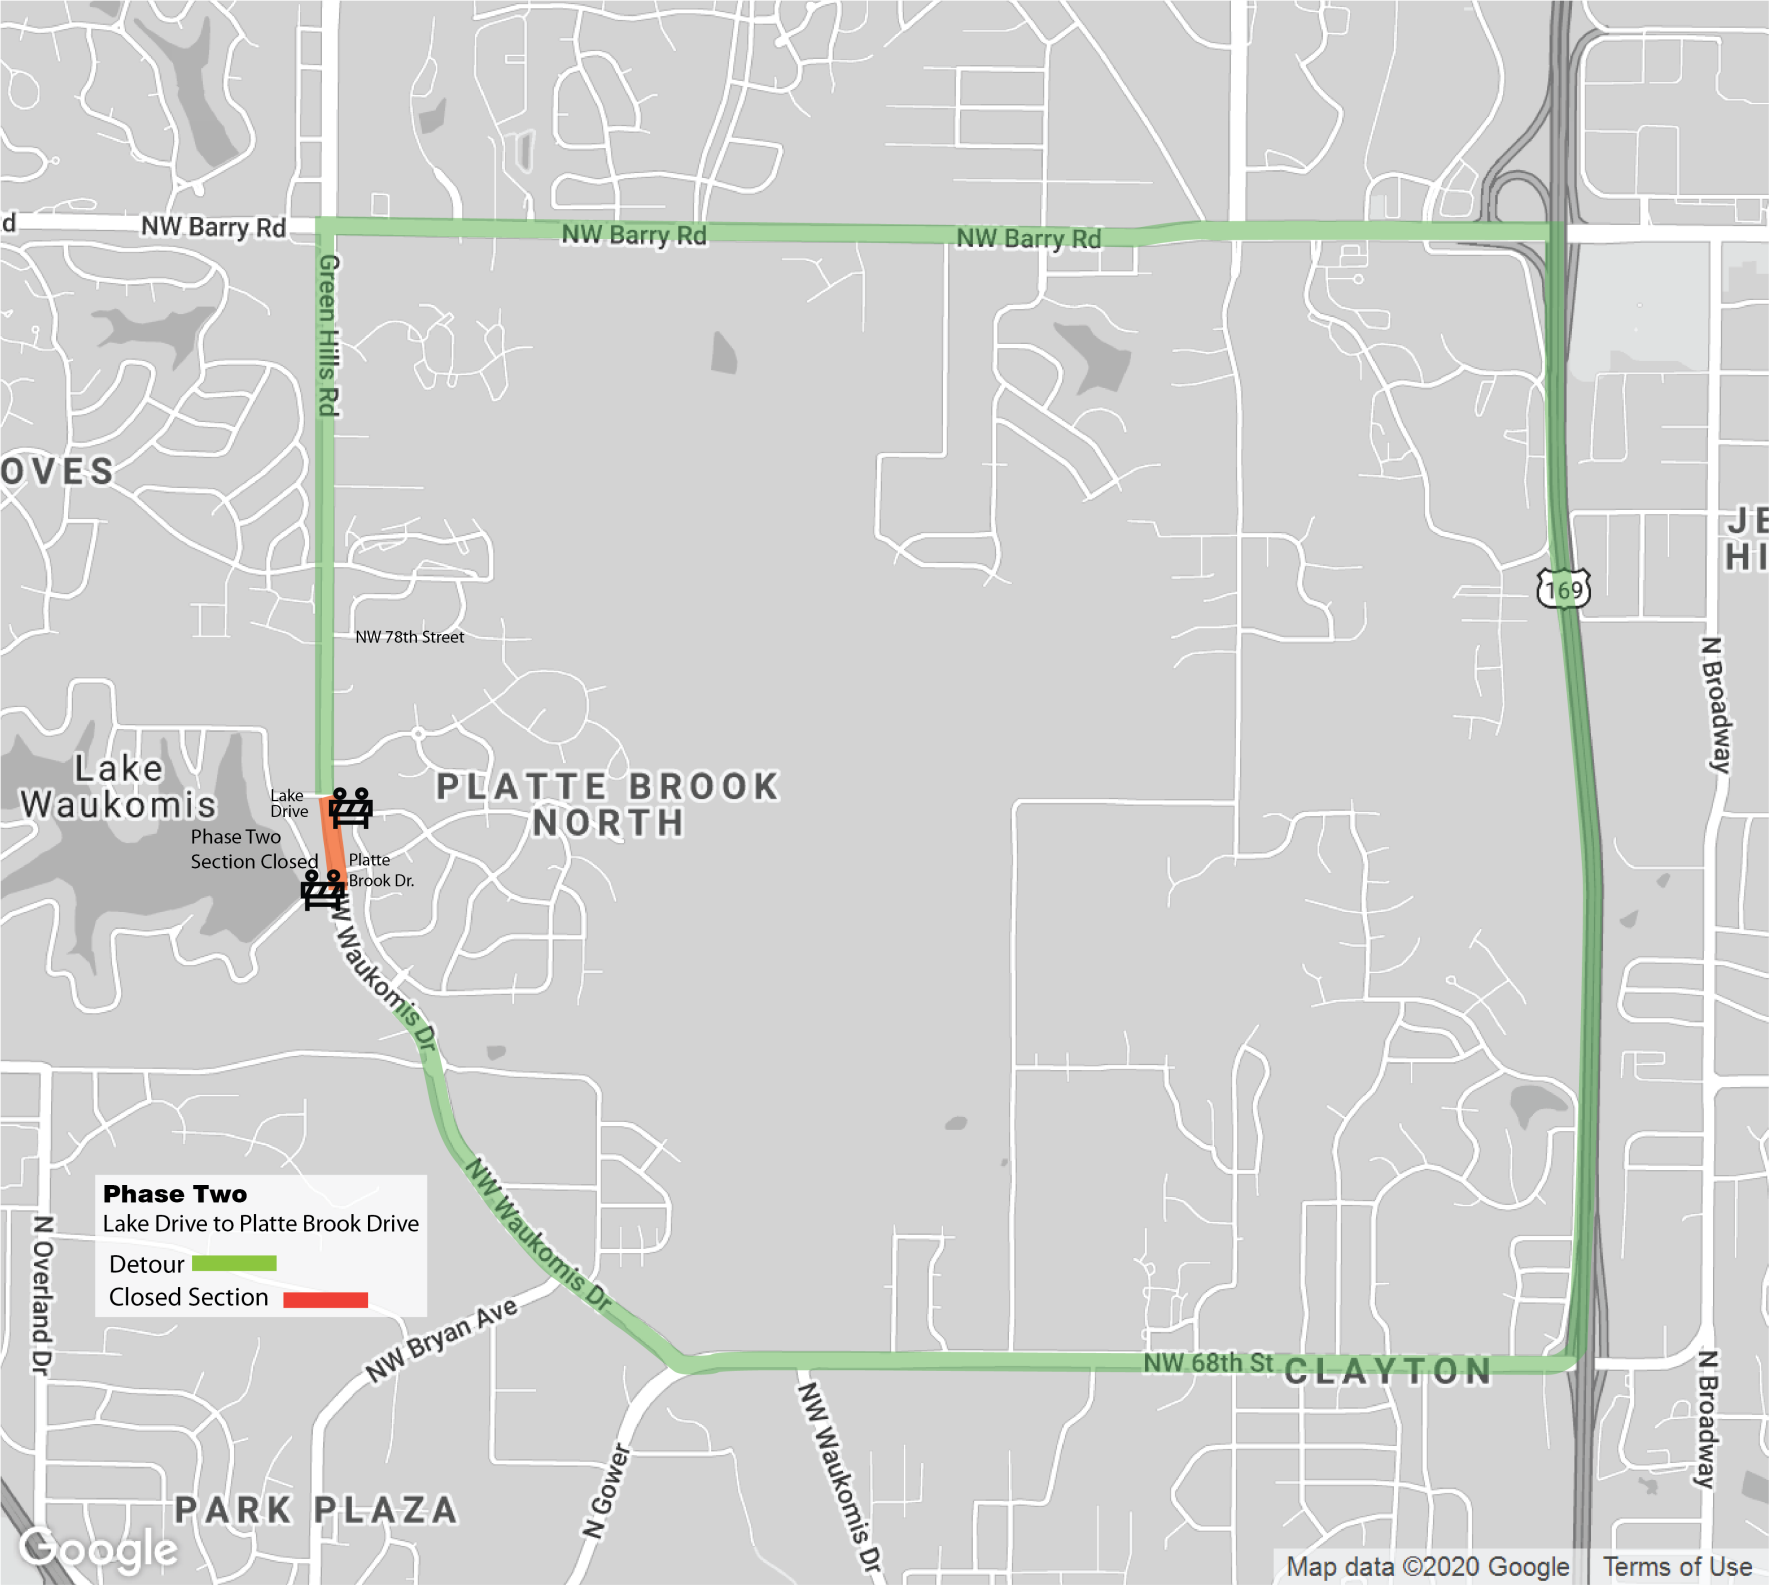 d
NW Barry Rd
NW Barry Rd
NW Barry Rd
Green Hills Rd
OVES
JE
HI
169
NW 78th Street
N Broadway
Lake
Waukomis
PLATTE BROOK
NORTH
Lake
Drive
Phase Two
Section Closed
Platte
Brook Dr.
W Waukomis Dr
NW Waukomis Dr
Phase Two
Lake Drive to Platte Brook Drive
Detour
Closed Section
N Overland Dr
NW Bryan Ave
NW 68th St
CLAYTON
N Broadway
N Gower
NW Waukomis Dr
PARK PLAZA
Google
Map data ©2020 Google
Terms of Use